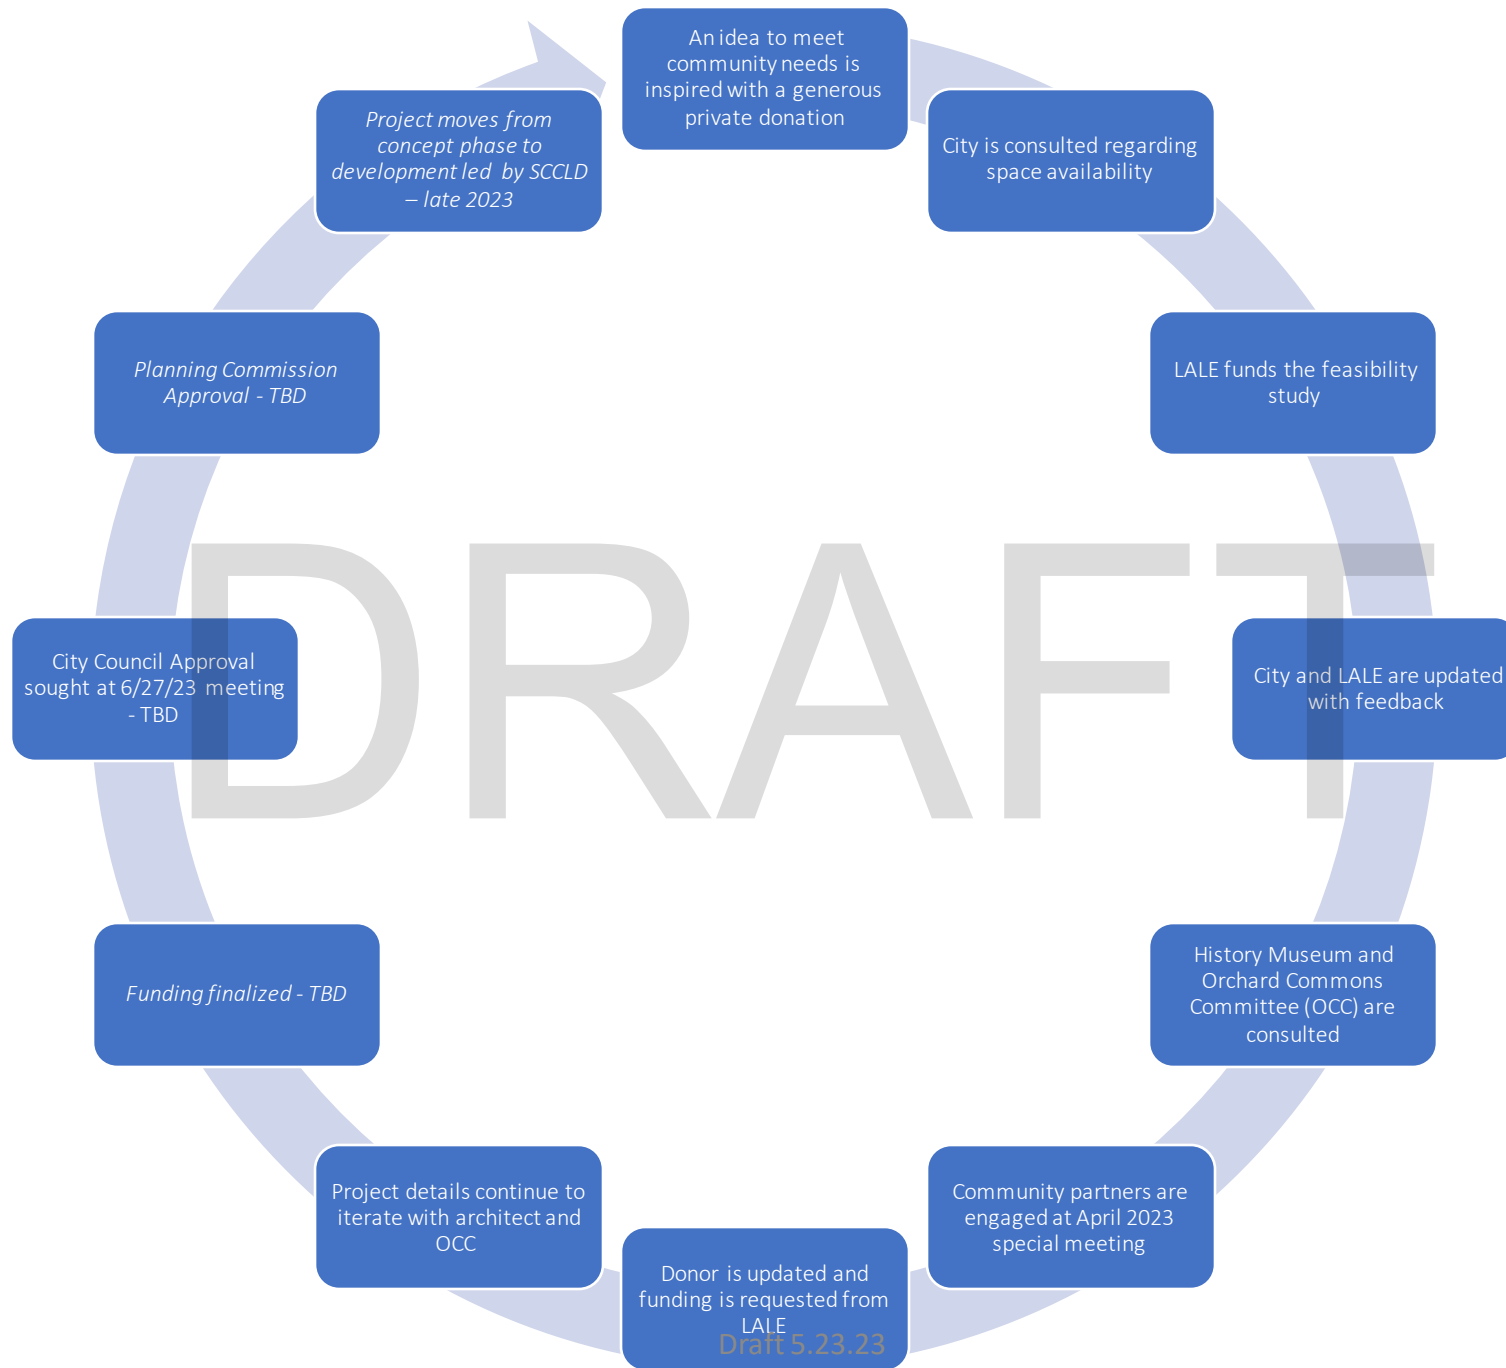 An idea to meet
community needs is
inspired with a generous
private donation
City is consulted regarding
space availability
LALE funds the feasibility
study
City and LALE are updated
with feedback
History Museum and
Orchard Commons
Committee (OCC) are
consulted
Community partners are
engaged at April 2023
special meeting
Donor is updated and
funding is requested from
LALE
Project details continue to
iterate with architect and
OCC
Funding finalized - TBD
City Council Approval
sought at 6/27/23 meeting
- TBD
Planning Commission
Approval - TBD
Project moves from
concept phase to
development led by SCCLD
– late 2023
DRAFT
Draft 5.23.23